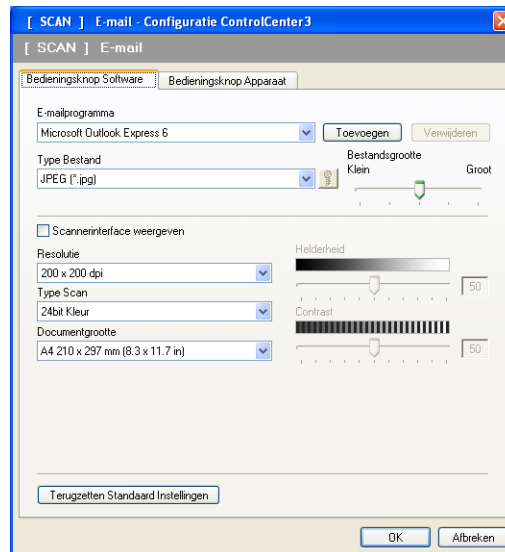 [ SCAN ] E-mail - Configuratie ControlCenter3
[ SCAN ] E-mail
Bedieningsknop Software
Bedieningsknop Apparaat
E-mailprogramma
Microsoft Outlook Express 6
Toevoegen
Verwijderen
Type Bestand
JPEG (*.jpg)
Bestandsgrootte
Klein
Groot
Scannerinterface weergeven
Resolutie
200 x 200 dpi
Type Scan
24bit Kleur
Documentgrootte
A4 210 x 297 mm (8.3 x 11.7 in)
Helderheid
50
Contrast
50
Terugzetten Standaard Instellingen
OK
Afbreken